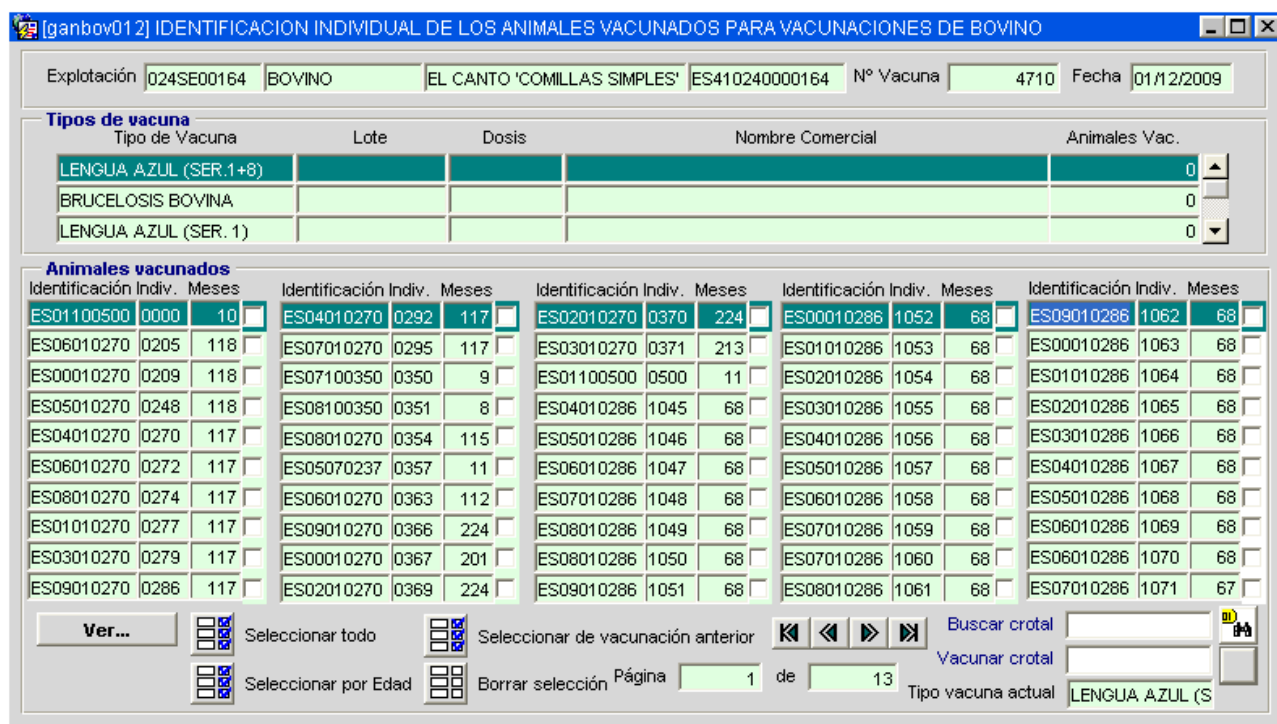 [ganbov012] IDENTIFICACION INDIVIDUAL DE LOS ANIMALES VACUNADOS PARA VACUNACIONES DE BOVINO
Explotación 024SE00164 BOVINO EL CANTO 'COMILLAS SIMPLES' ES410240000164 Nº Vacuna 4710 Fecha 01/12/2009
Tipos de vacuna
Tipo de Vacuna Lote Dosis Nombre Comercial Animales Vac.
LENGUA AZUL (SER.1+8) 0
BRUCELOSIS BOVINA 0
LENGUA AZUL (SER. 1) 0
Animales vacunados
Identificación Indiv. Meses Identificación Indiv. Meses Identificación Indiv. Meses Identificación Indiv. Meses Identificación Indiv. Meses
ES01100500 0000 10 ES04010270 0292 117 ES02010270 0370 224 ES00010286 1052 68 ES09010286 1062 68
ES06010270 0205 118 ES07010270 0295 117 ES03010270 0371 213 ES01010286 1053 68 ES00010286 1063 68
ES00010270 0209 118 ES07100350 0350 9 ES01100500 0500 11 ES02010286 1054 68 ES01010286 1064 68
ES05010270 0248 118 ES08100350 0351 8 ES04010286 1045 68 ES03010286 1055 68 ES02010286 1065 68
ES04010270 0270 117 ES08010270 0354 115 ES05010286 1046 68 ES04010286 1056 68 ES03010286 1066 68
ES06010270 0272 117 ES05070237 0357 11 ES06010286 1047 68 ES05010286 1057 68 ES04010286 1067 68
ES08010270 0274 117 ES06010270 0363 112 ES07010286 1048 68 ES06010286 1058 68 ES05010286 1068 68
ES01010270 0277 117 ES09010270 0366 224 ES08010286 1049 68 ES07010286 1059 68 ES06010286 1069 68
ES03010270 0279 117 ES00010270 0367 201 ES08010286 1050 68 ES07010286 1060 68 ES06010286 1070 68
ES09010270 0286 117 ES02010270 0369 224 ES09010286 1051 68 ES08010286 1061 68 ES07010286 1071 67
Ver... Seleccionar todo Seleccionar de vacunación anterior Buscar crotal
Vacunar crotal
Seleccionar por Edad Borrar selección Página 1 de 13
Tipo vacuna actual LENGUA AZUL (S